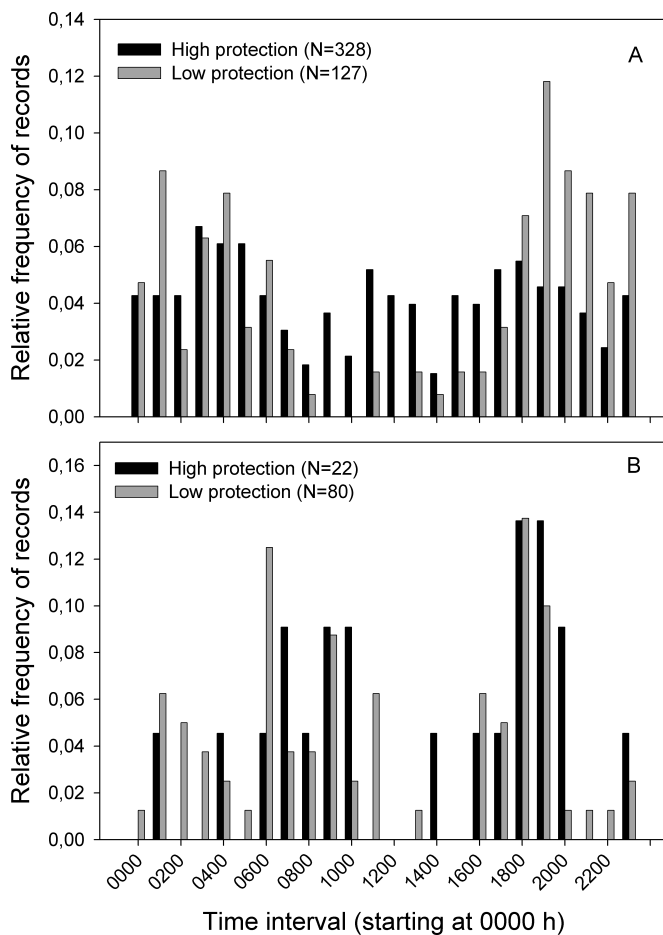 0,14
0,12
0,10
0,08
0,06
0,04
0,02
0,00
Relative frequency of records
High protection (N=328)
Low protection (N=127)
A
0,16
0,14
0,12
0,10
0,08
0,06
0,04
0,02
0,00
Relative frequency of records
High protection (N=22)
Low protection (N=80)
B
0000 0200 0400 0600 0800 1000 1200 1400 1600 1800 2000 2200
Time interval (starting at 0000 h)